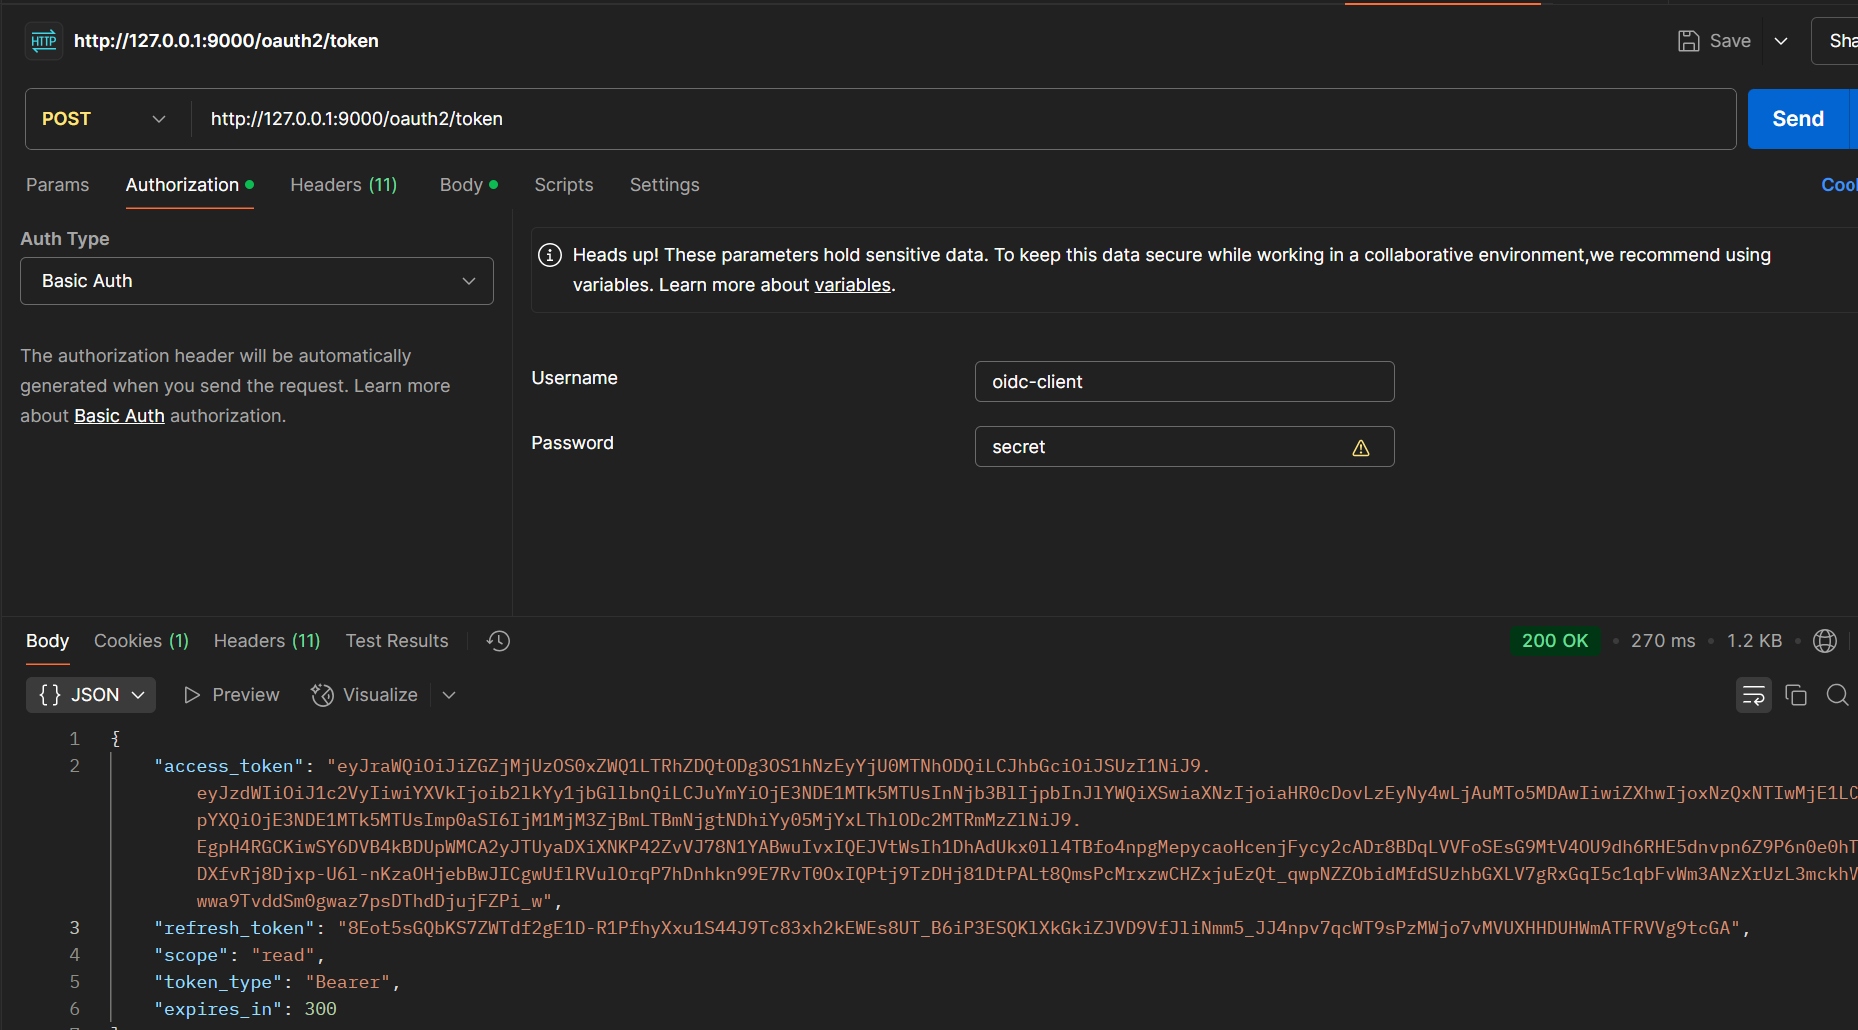 HTTP http://127.0.0.1:9000/oauth2/token Save Sha
POST http://127.0.0.1:9000/oauth2/token Send
Params Authorization Headers (11) Body Scripts Settings Cool
Auth Type
Basic Auth
The authorization header will be automatically
generated when you send the request. Learn more
about Basic Auth authorization.
Heads up! These parameters hold sensitive data. To keep this data secure while working in a collaborative environment,we recommend using
variables. Learn more about variables.
Username oidc-client
Password secret
Body Cookies (1) Headers (11) Test Results 200 OK • 270 ms • 1.2 KB
{} JSON Preview Visualize
1 {
2 "access_token": "eyJraWQiOiJiZGZjMjUzOS0xZWQ1LTRhZDQtODg3OS1hNzEyYjU0MTNhODQiLCJhbGciOiJSUzI1NiJ9.
eyJzdWIiOiJ1c2VyIiwiYXVkIjoib2lkYy1jbGllbnQiLCJuYmYiOjE3NDE1MTk5MTUsInNjb3BlIjpbInJlYWQiXSwiaXNzIjoiaHR0cDovLzEyNy4wLjAuMTo5MDAwIiwiZXhwIjoxNzQxNTIwMjE1LC
pYXQiOjE3NDE1MTk5MTUsImp0aSI6IjM1MjM3ZjBmLTBmNjgtNDhiYy05MjYxLThlODc2MTRmMzZlNiJ9.
EgpH4RGCKiwSY6DVB4kBDUpWMCA2yJTUyaDXiXNKP42ZvVJ78N1YABwuIvxIQEJVtWsIh1DhAdUkx0ll4TBfo4npgMepycaoHcenjFycy2cADr8BDqLVVFoSEsG9MtV4OU9dh6RHE5dnvpn6Z9P6n0e0hT
DXfvRj8Djxp-U6l-nKzaOHjebBwJICgwUflRVulOrqP7hDnhkn99E7RvT0OxIQPtj9TzDHj81DtPALt8QmsPcMrxzwCHZxjuEzQt_qwpNZZObidMfdSUzhbGXLV7gRxGqI5c1qbFvWm3ANzXrUzL3mckhV
wwa9TvddSm0gwaz7psDThdDjujFZPi_w",
3 "refresh_token": "8Eot5sGQbKS7ZWTdf2gE1D-R1PfhyXxu1S44J9Tc83xh2kEWEs8UT_B6iP3ESQKlXkGkiZJVD9VfJliNmm5_JJ4npv7qcWT9sPzMWjo7vMVUXHHDUHWmATFRVVg9tcGA",
4 "scope": "read",
5 "token_type": "Bearer",
6 "expires_in": 300